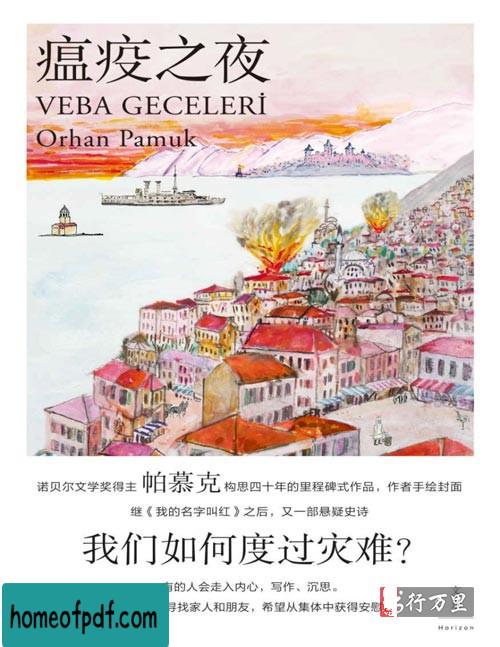 瘟疫之夜
VEBA GECELERİ
Orhan Pamuk
诺贝尔文学奖得主 帕慕克 构思四十年的里程碑式作品，作者手绘封面
继《我的名字叫红》之后，又一部悬疑史诗
我们如何度过灾难？
有的人会走入内心，写作、沉思。
寻找家人和朋友，希望从集体中获得安慰
homeofpdf.com
书行万里
Horizon